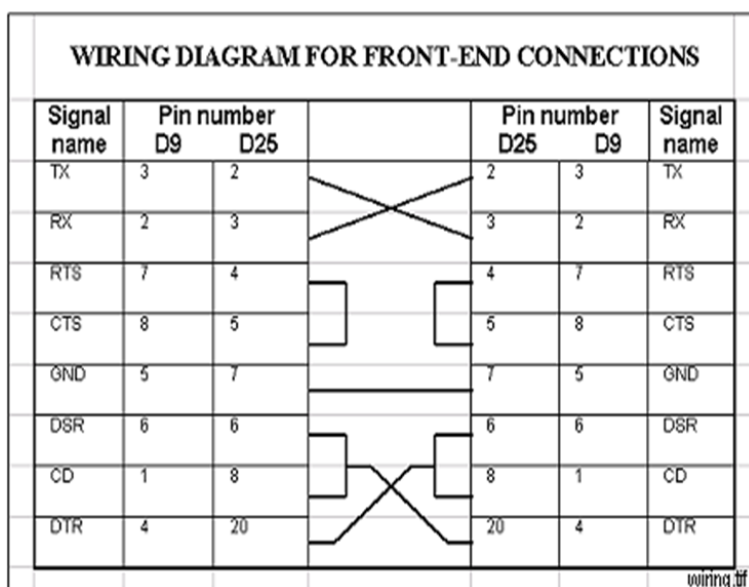 WIRING DIAGRAM FOR FRONT-END CONNECTIONS
Signal name Pin number D9 D25 Pin number D25 D9 Signal name
TX 3 2 2 3 TX
RX 2 3 3 2 RX
RTS 7 4 4 7 RTS
CTS 8 5 5 8 CTS
GND 5 7 7 5 GND
DSR 6 6 6 6 DSR
CD 1 8 8 1 CD
DTR 4 20 20 4 DTR
wiring.tif